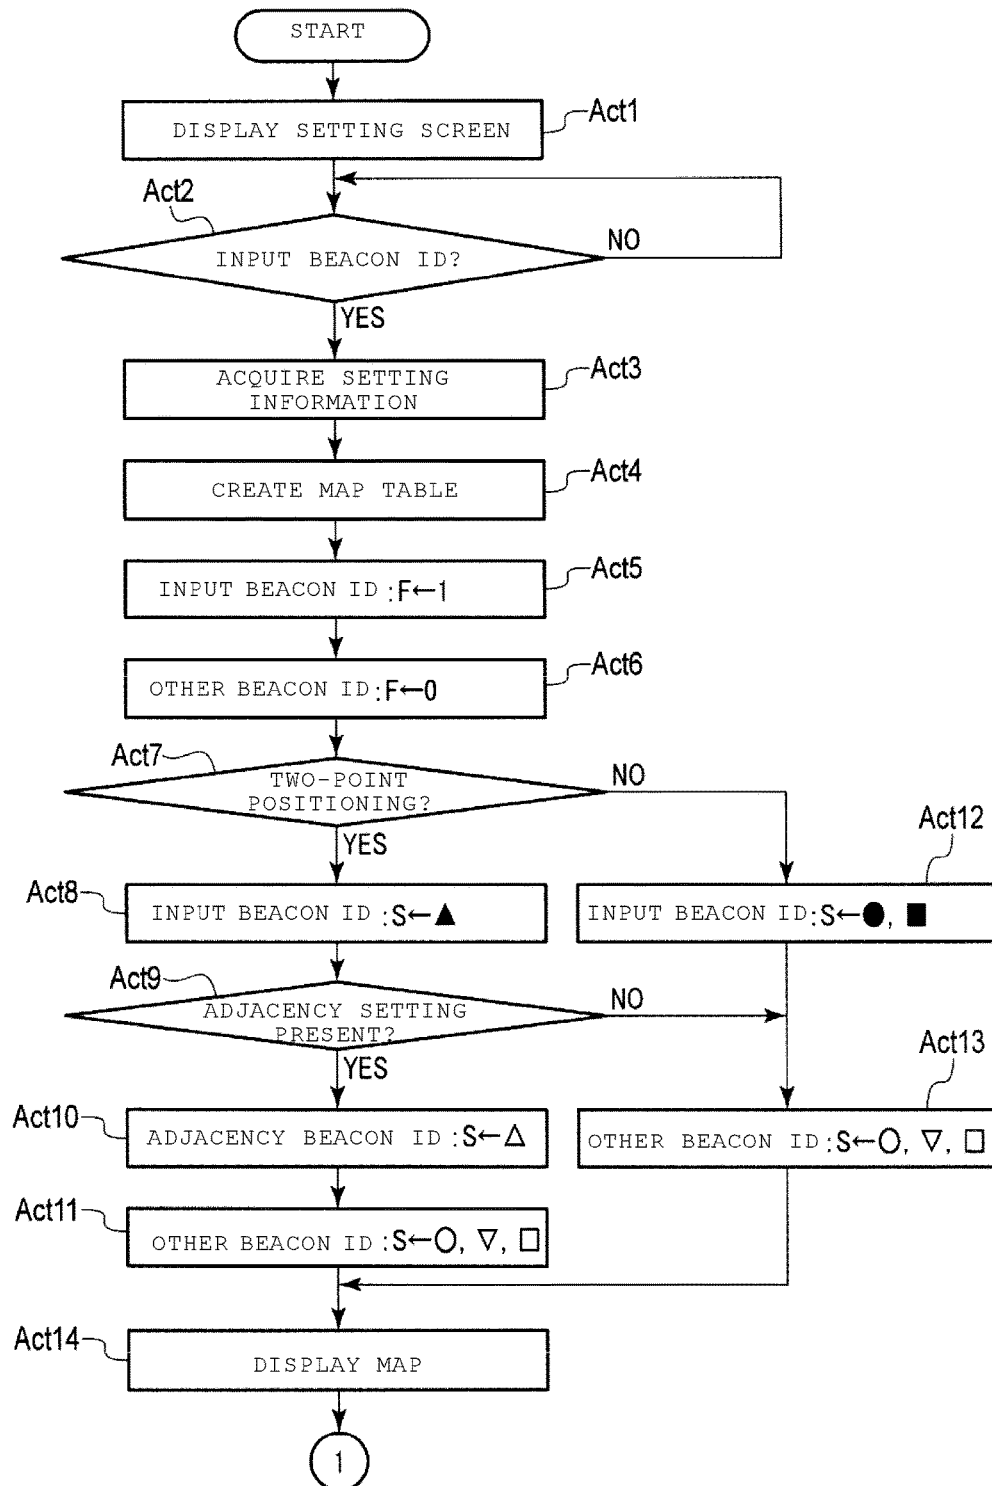 START
DISPLAY SETTING SCREEN
Act1
Act2
INPUT BEACON ID?
NO
YES
ACQUIRE SETTING
INFORMATION
Act3
CREATE MAP TABLE
Act4
INPUT BEACON ID:F←1
Act5
OTHER BEACON ID:F←0
Act6
Act7
TWO-POINT
POSITIONING?
NO
YES
Act8
INPUT BEACON ID:S←▲
Act12
INPUT BEACON ID:S←●, ■
Act9
ADJACENCY SETTING
PRESENT?
NO
YES
Act10
ADJACENCY BEACON ID:S←△
Act13
OTHER BEACON ID:S←○, ▽, □
Act11
OTHER BEACON ID:S←○, ▽, □
Act14
DISPLAY MAP
1